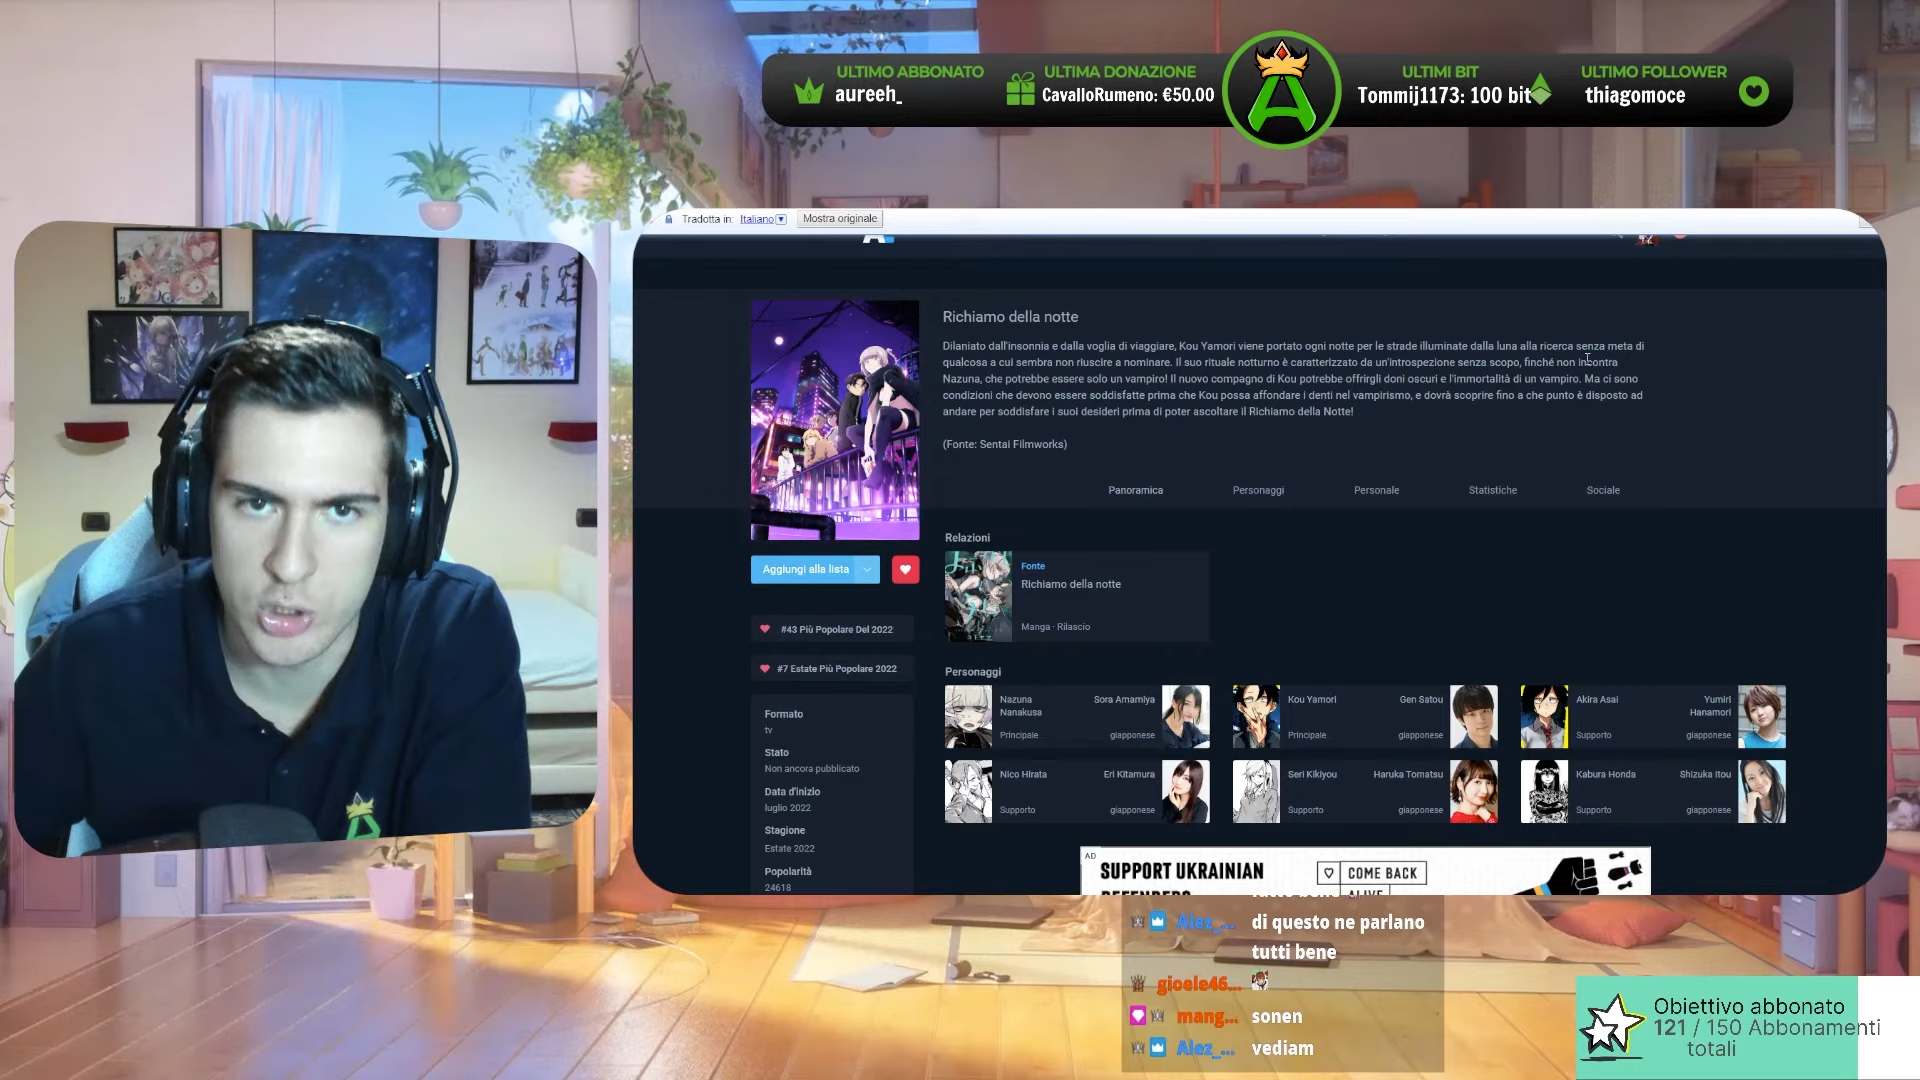 ULTIMO ABBONATO
aureeh_
ULTIMA DONAZIONE
CavalloRumeno: €50.00
A
ULTIMI BIT
Tommij1173: 100 bit
ULTIMO FOLLOWER
thiagomoce
Tradotta in: Italiano
Mostra originale
Richiamo della notte
Dilaniato dall'insonnia e dalla voglia di viaggiare, Kou Yamori viene portato ogni notte per le strade illuminate dalla luna alla ricerca senza meta di
qualcosa a cui sembra non riuscire a nominare. Il suo rituale notturno è caratterizzato da un'introspezione senza scopo, finché non incontra
Nazuna, che potrebbe essere solo un vampiro! Il nuovo compagno di Kou potrebbe offrirgli doni oscuri e l'immortalità di un vampiro. Ma ci sono
condizioni che devono essere soddisfatte prima che Kou possa affondare i denti nel vampirismo, e dovrà scoprire fino a che punto è disposto ad
andare per soddisfare i suoi desideri prima di poter ascoltare il Richiamo della Notte!
(Fonte: Sentai Filmworks)
Panoramica
Personaggi
Personale
Statistiche
Sociale
Aggiungi alla lista
#43 Più Popolare Del 2022
#7 Estate Più Popolare 2022
Formato
tv
Stato
Non ancora pubblicato
Data d'inizio
luglio 2022
Stagione
Estate 2022
Popolarità
24618
Relazioni
Fonte
Richiamo della notte
Manga · Rilascio
Personaggi
Nazuna
Nanakusa
Principale
Sora Amamiya
giapponese
Kou Yamori
Principale
Gen Satou
giapponese
Akira Asai
Supporto
Yumiri
Hanamori
giapponese
Nico Hirata
Supporto
Eri Kitamura
giapponese
Seri Kikiyou
Supporto
Haruka Tomatsu
giapponese
Kabura Honda
Supporto
Shizuka Itou
giapponese
AD
SUPPORT UKRAINIAN
DEFENDERS
COME BACK
ALIVE
Alez_... di questo ne parlano
tutti bene
gioele46...
mang... sonen
Alez_... vediam
Obiettivo abbonato
121 / 150 Abbonamenti
totali